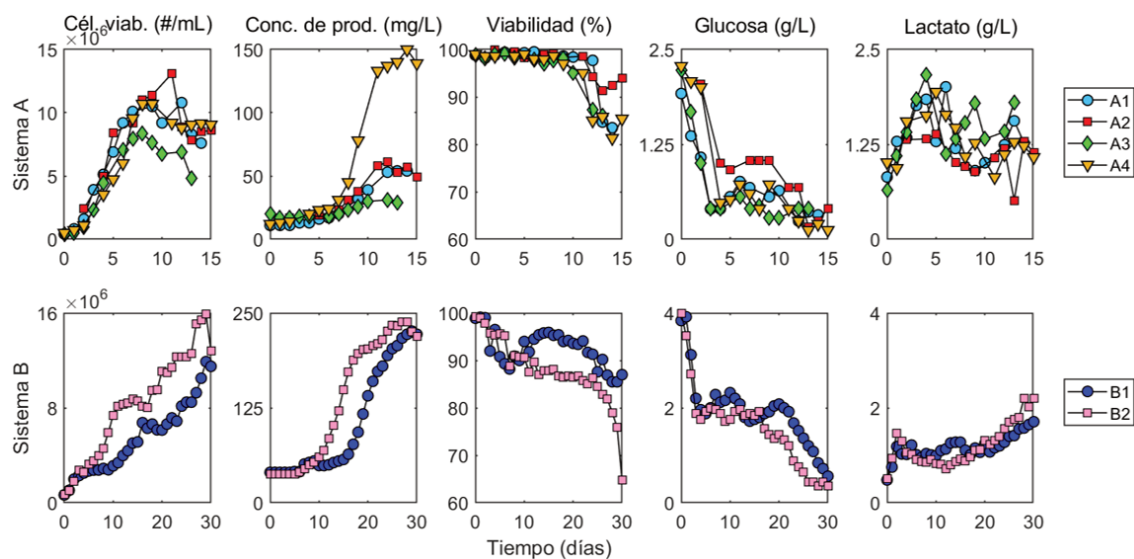 Cél. viab. (#/mL) Conc. de prod. (mg/L) Viabilidad (%) Glucosa (g/L) Lactato (g/L)
×10⁶
Sistema A
15 10 5 0
0 5 10 15
150 100 50 0
0 5 10 15
100 90 80 70 60
0 5 10 15
2.5 1.25 0
0 5 10 15
2.5 1.25 0
0 5 10 15
A1
A2
A3
A4
×10⁶
Sistema B
16 8 0
0 10 20 30
250 125 0
0 10 20 30
100 90 80 70 60
0 10 20 30
4 2 0
0 10 20 30
4 2 0
0 10 20 30
B1
B2
Tiempo (días)